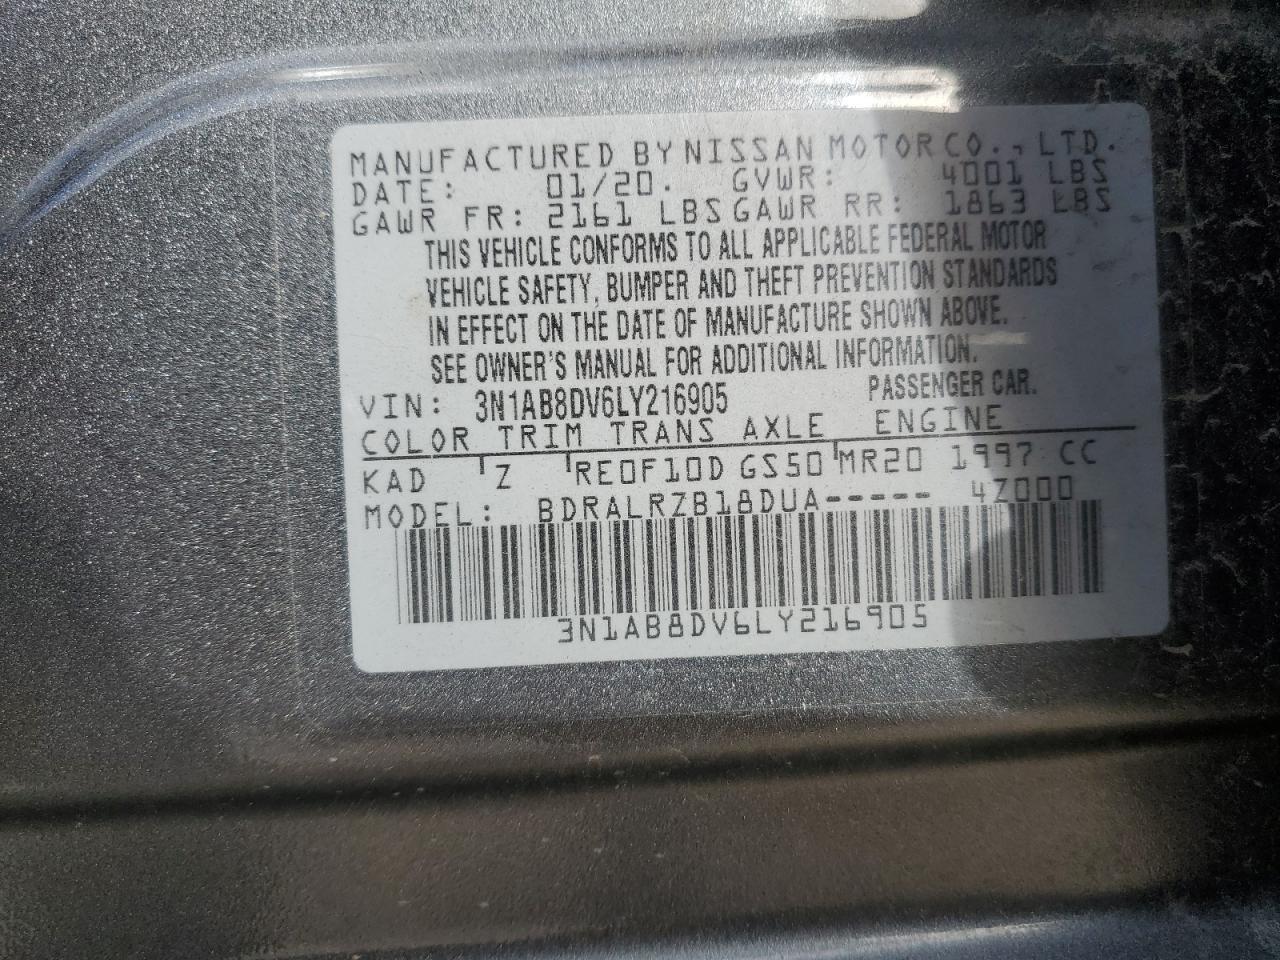 MANUFACTURED BY NISSAN MOTOR CO., LTD.
DATE: 01/20. GVWR: 4001 LBS
GAWR FR: 2161 LBS GAWR RR: 1863 LBS
THIS VEHICLE CONFORMS TO ALL APPLICABLE FEDERAL MOTOR
VEHICLE SAFETY, BUMPER AND THEFT PREVENTION STANDARDS
IN EFFECT ON THE DATE OF MANUFACTURE SHOWN ABOVE.
SEE OWNER'S MANUAL FOR ADDITIONAL INFORMATION.
VIN: 3N1AB8DV6LY216905 PASSENGER CAR.
COLOR TRIM TRANS AXLE ENGINE
KAD Z RE0F10D GS50 MR20 1997 CC
MODEL: BDRALRZB18DUA----- 4Z000
3N1AB8DV6LY216905